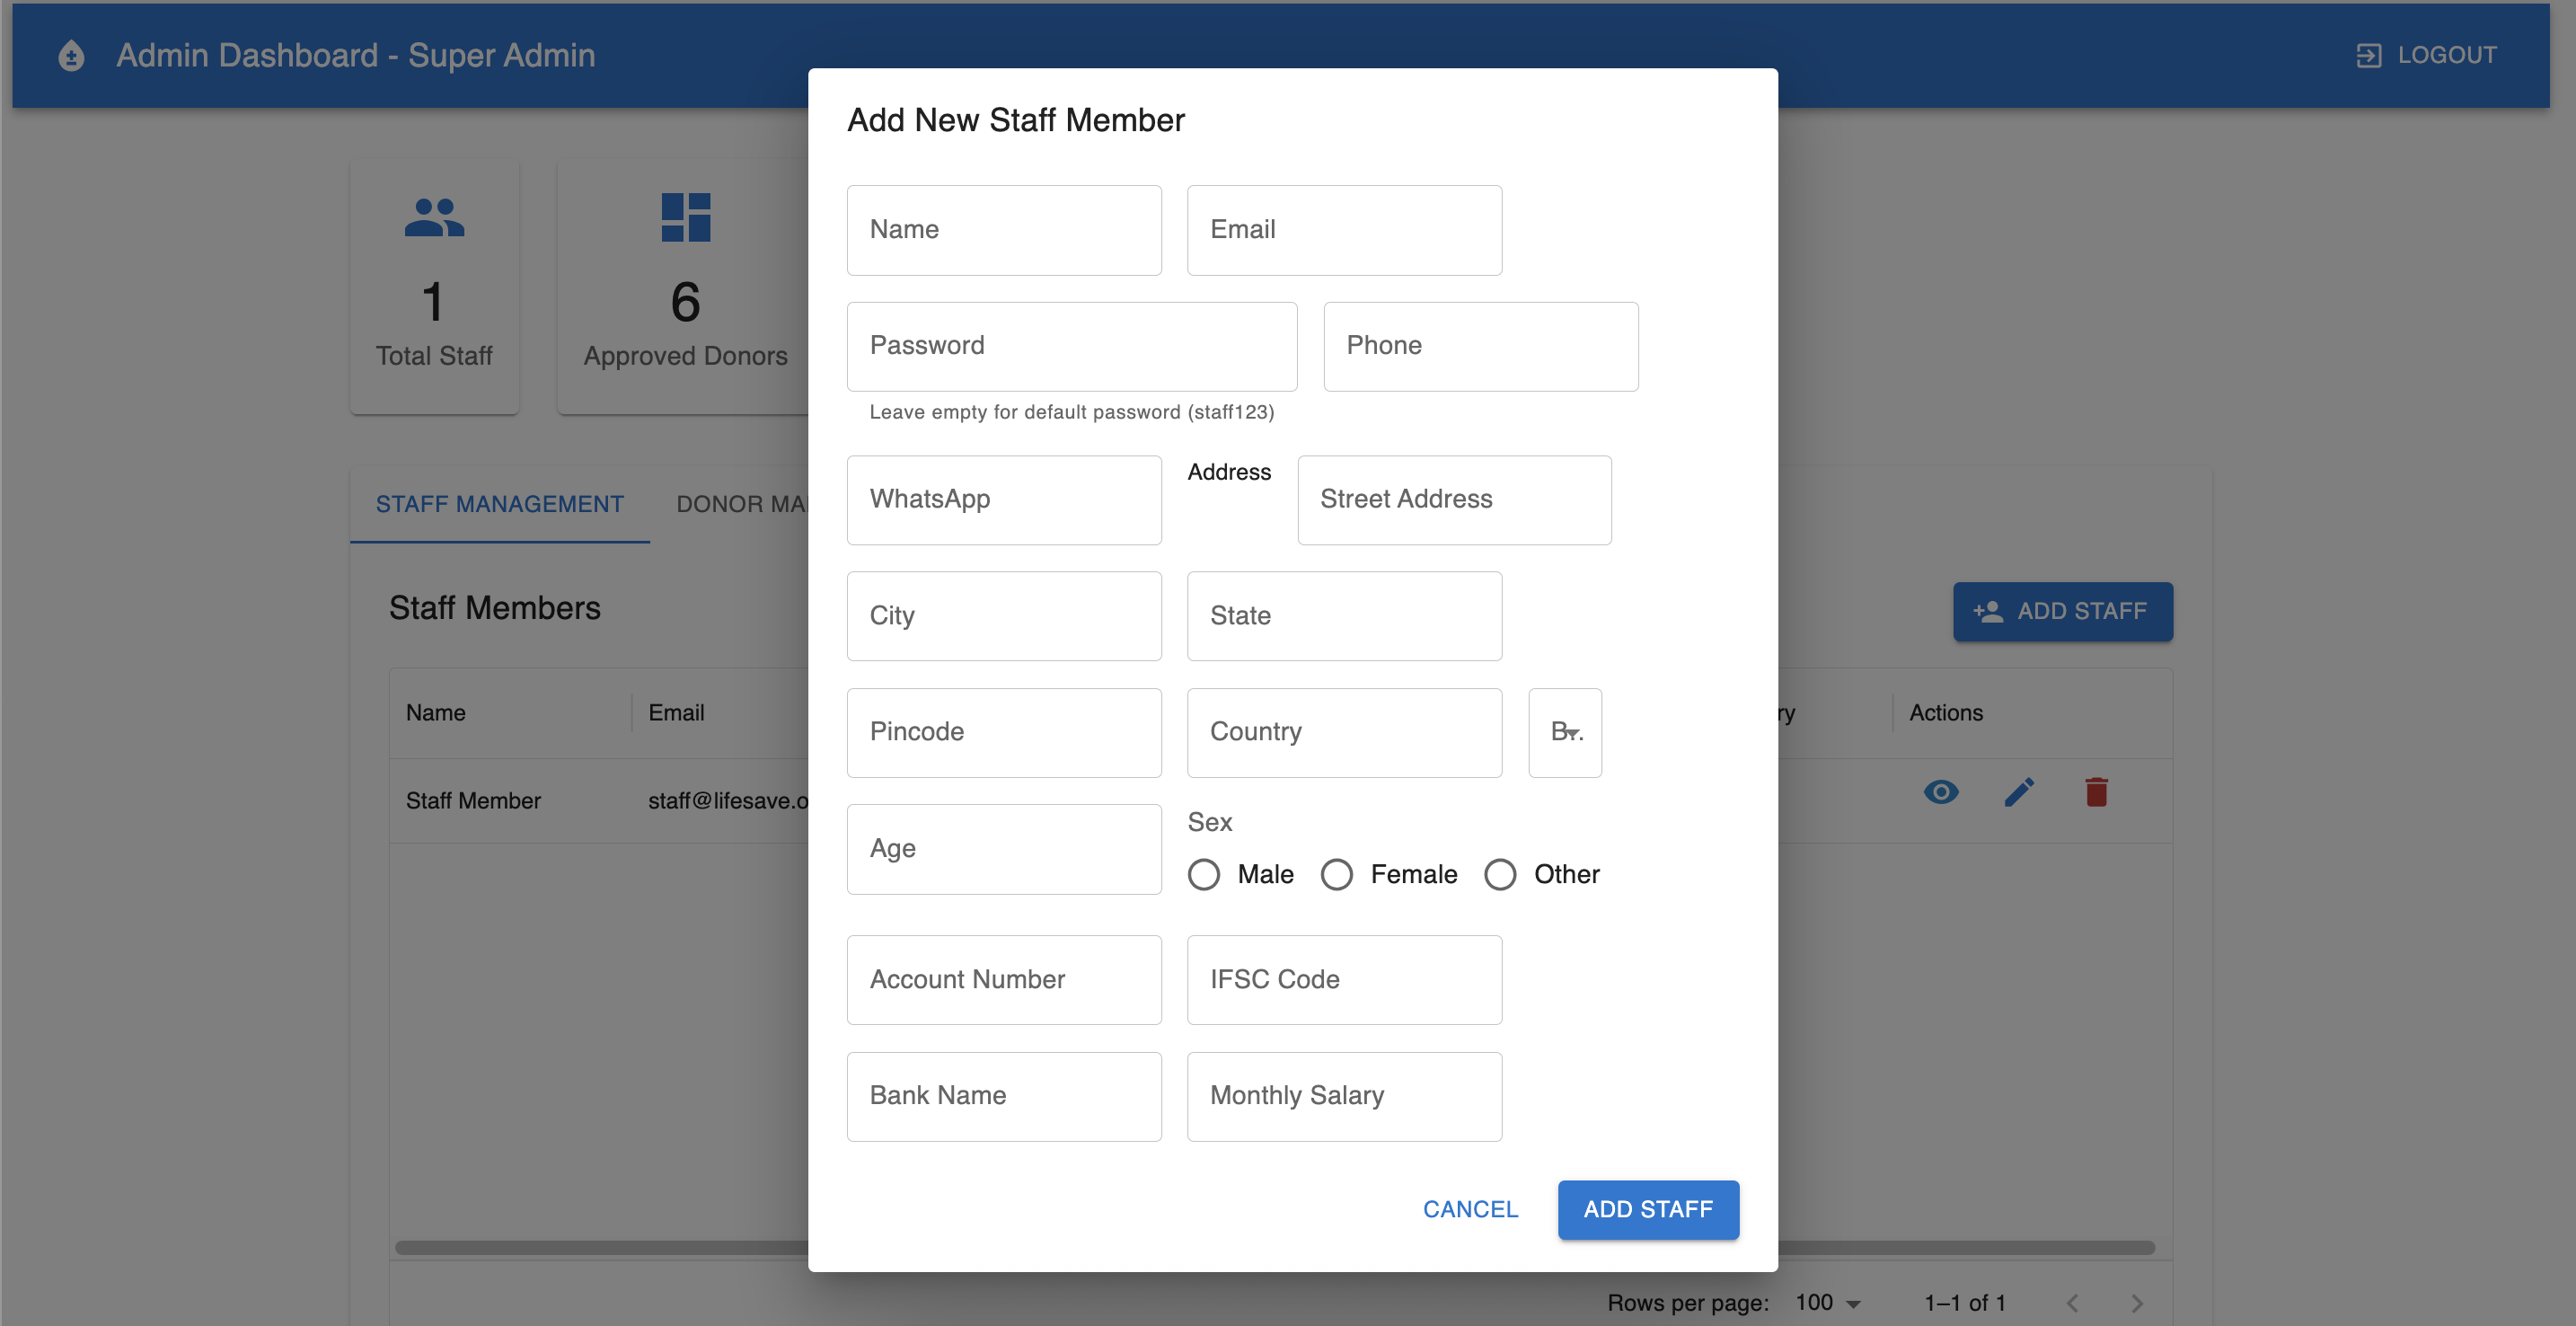 Admin Dashboard - Super Admin
LOGOUT
1
Total Staff
6
Approved Donors
STAFF MANAGEMENT
DONOR MA
Staff Members
ADD STAFF
Name
Email
ry
Actions
Staff Member
staff@lifesave.o
Rows per page:
100
1–1 of 1
Add New Staff Member
Name
Email
Password
Phone
Leave empty for default password (staff123)
WhatsApp
Address
Street Address
City
State
Pincode
Country
B...
Age
Sex
Male
Female
Other
Account Number
IFSC Code
Bank Name
Monthly Salary
CANCEL
ADD STAFF